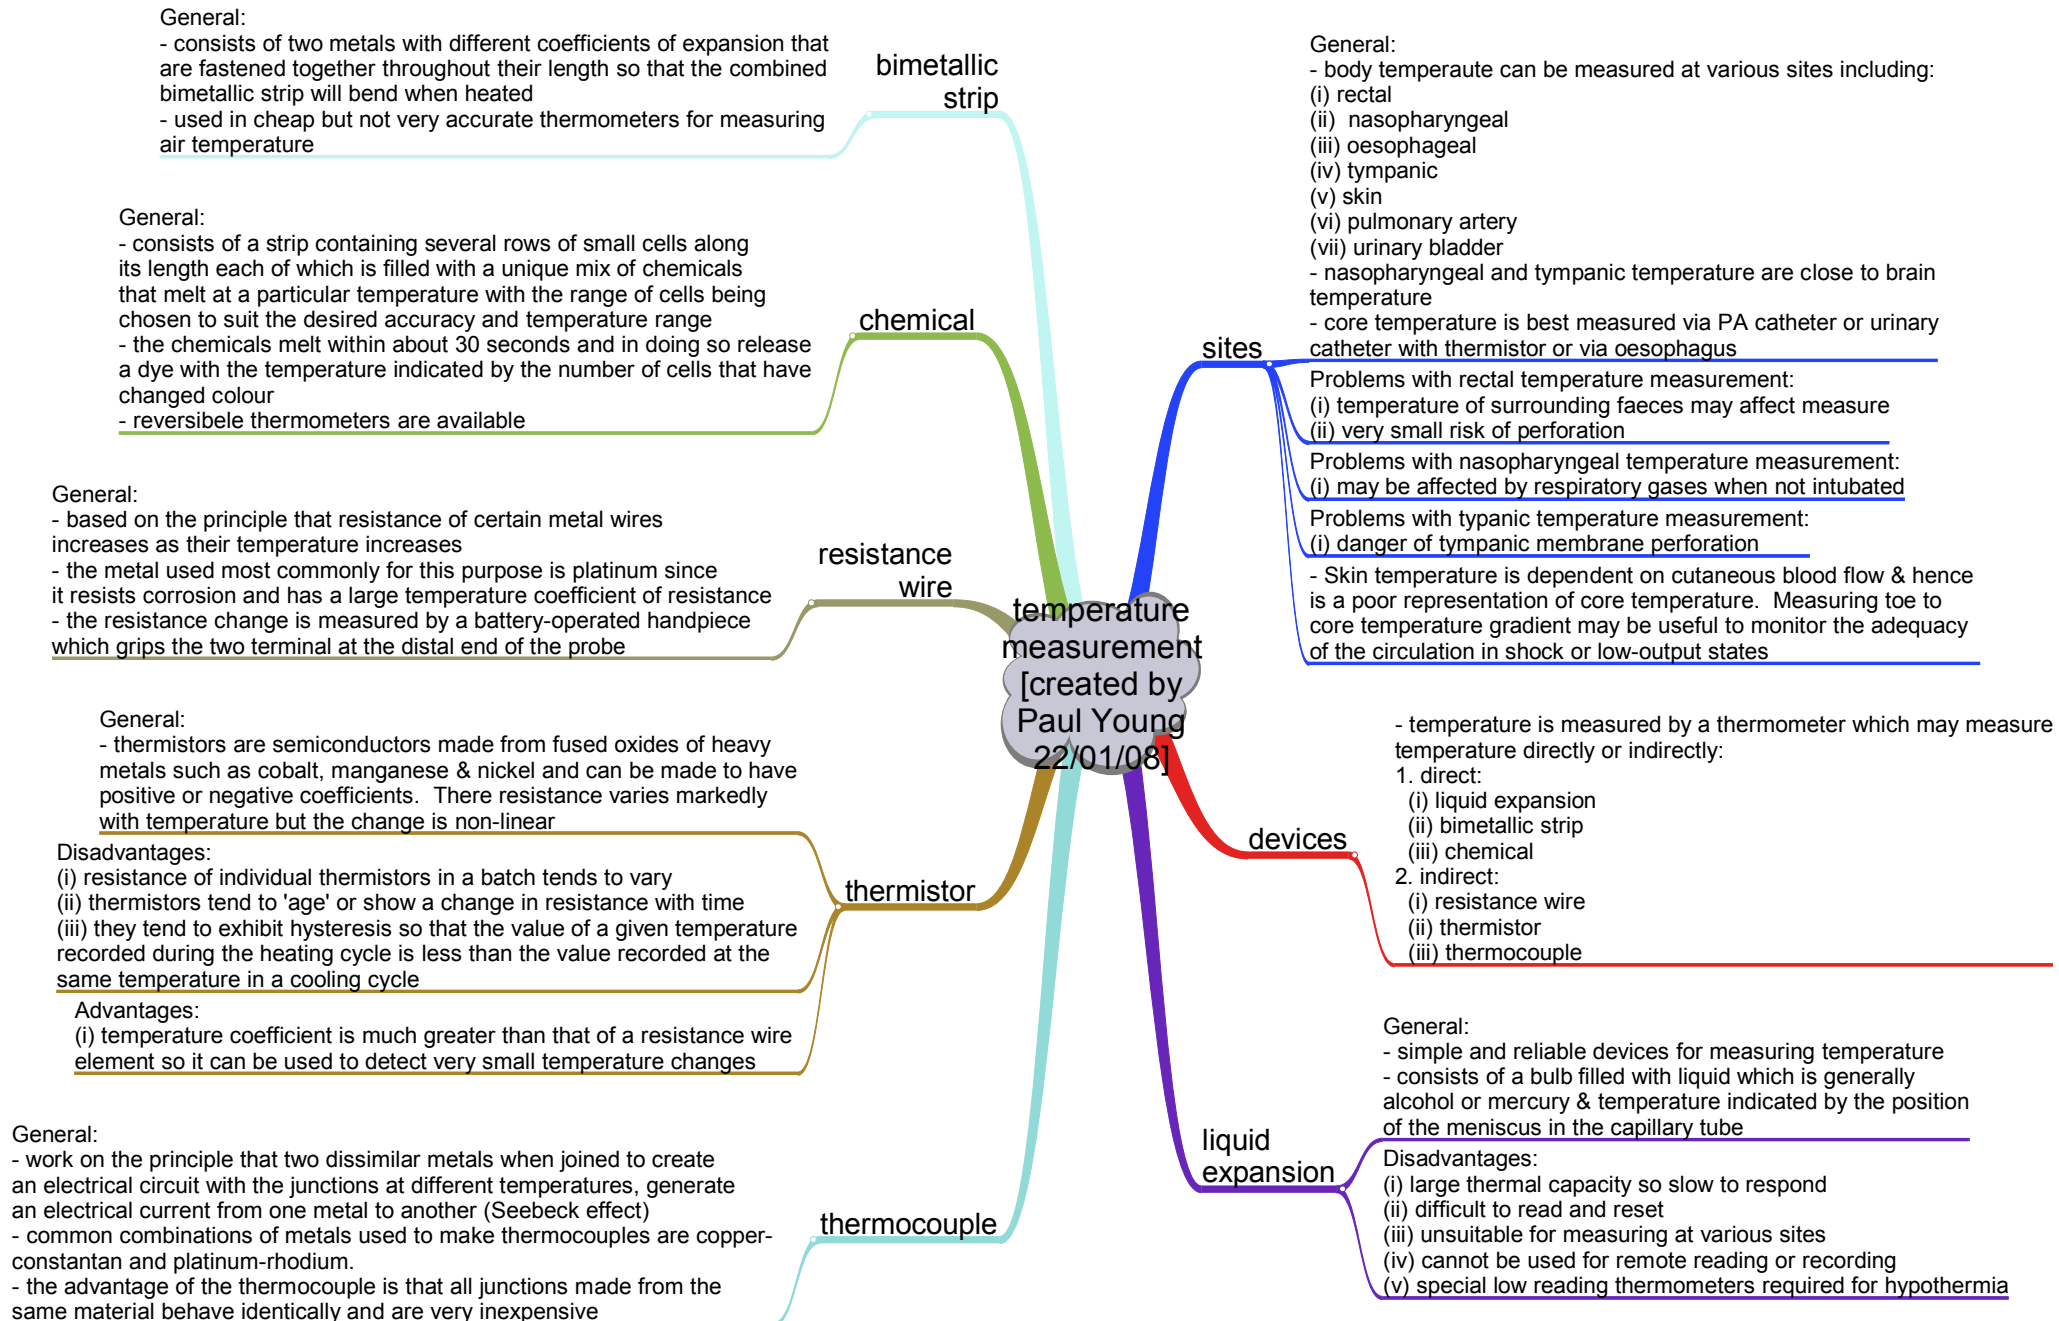 General:
- consists of two metals with different coefficients of expansion that
are fastened together throughout their length so that the combined
bimetallic strip will bend when heated
- used in cheap but not very accurate thermometers for measuring
air temperature
bimetallic
strip
General:
- consists of a strip containing several rows of small cells along
its length each of which is filled with a unique mix of chemicals
that melt at a particular temperature with the range of cells being
chosen to suit the desired accuracy and temperature range
- the chemicals melt within about 30 seconds and in doing so release
a dye with the temperature indicated by the number of cells that have
changed colour
- reversibele thermometers are available
chemical
General:
- based on the principle that resistance of certain metal wires
increases as their temperature increases
- the metal used most commonly for this purpose is platinum since
it resists corrosion and has a large temperature coefficient of resistance
- the resistance change is measured by a battery-operated handpiece
which grips the two terminal at the distal end of the probe
resistance
wire
General:
- thermistors are semiconductors made from fused oxides of heavy
metals such as cobalt, manganese & nickel and can be made to have
positive or negative coefficients.  There resistance varies markedly
with temperature but the change is non-linear
Disadvantages:
(i) resistance of individual thermistors in a batch tends to vary
(ii) thermistors tend to 'age' or show a change in resistance with time
(iii) they tend to exhibit hysteresis so that the value of a given temperature
recorded during the heating cycle is less than the value recorded at the
same temperature in a cooling cycle
Advantages:
(i) temperature coefficient is much greater than that of a resistance wire
element so it can be used to detect very small temperature changes
thermistor
General:
- work on the principle that two dissimilar metals when joined to create
an electrical circuit with the junctions at different temperatures, generate
an electrical current from one metal to another (Seebeck effect)
- common combinations of metals used to make thermocouples are copper-
constantan and platinum-rhodium.
- the advantage of the thermocouple is that all junctions made from the
same material behave identically and are very inexpensive
thermocouple
temperature
measurement
[created by
Paul Young
22/01/08]
sites
General:
- body temperaute can be measured at various sites including:
(i) rectal
(ii)  nasopharyngeal
(iii) oesophageal
(iv) tympanic
(v) skin
(vi) pulmonary artery
(vii) urinary bladder
- nasopharyngeal and tympanic temperature are close to brain
temperature
- core temperature is best measured via PA catheter or urinary
catheter with thermistor or via oesophagus
Problems with rectal temperature measurement:
(i) temperature of surrounding faeces may affect measure
(ii) very small risk of perforation
Problems with nasopharyngeal temperature measurement:
(i) may be affected by respiratory gases when not intubated
Problems with typanic temperature measurement:
(i) danger of tympanic membrane perforation
- Skin temperature is dependent on cutaneous blood flow & hence
is a poor representation of core temperature.  Measuring toe to
core temperature gradient may be useful to monitor the adequacy
of the circulation in shock or low-output states
devices
- temperature is measured by a thermometer which may measure
temperature directly or indirectly:
1. direct:
(i) liquid expansion
(ii) bimetallic strip
(iii) chemical
2. indirect:
(i) resistance wire
(ii) thermistor
(iii) thermocouple
liquid
expansion
General:
- simple and reliable devices for measuring temperature
- consists of a bulb filled with liquid which is generally
alcohol or mercury & temperature indicated by the position
of the meniscus in the capillary tube
Disadvantages:
(i) large thermal capacity so slow to respond
(ii) difficult to read and reset
(iii) unsuitable for measuring at various sites
(iv) cannot be used for remote reading or recording
(v) special low reading thermometers required for hypothermia